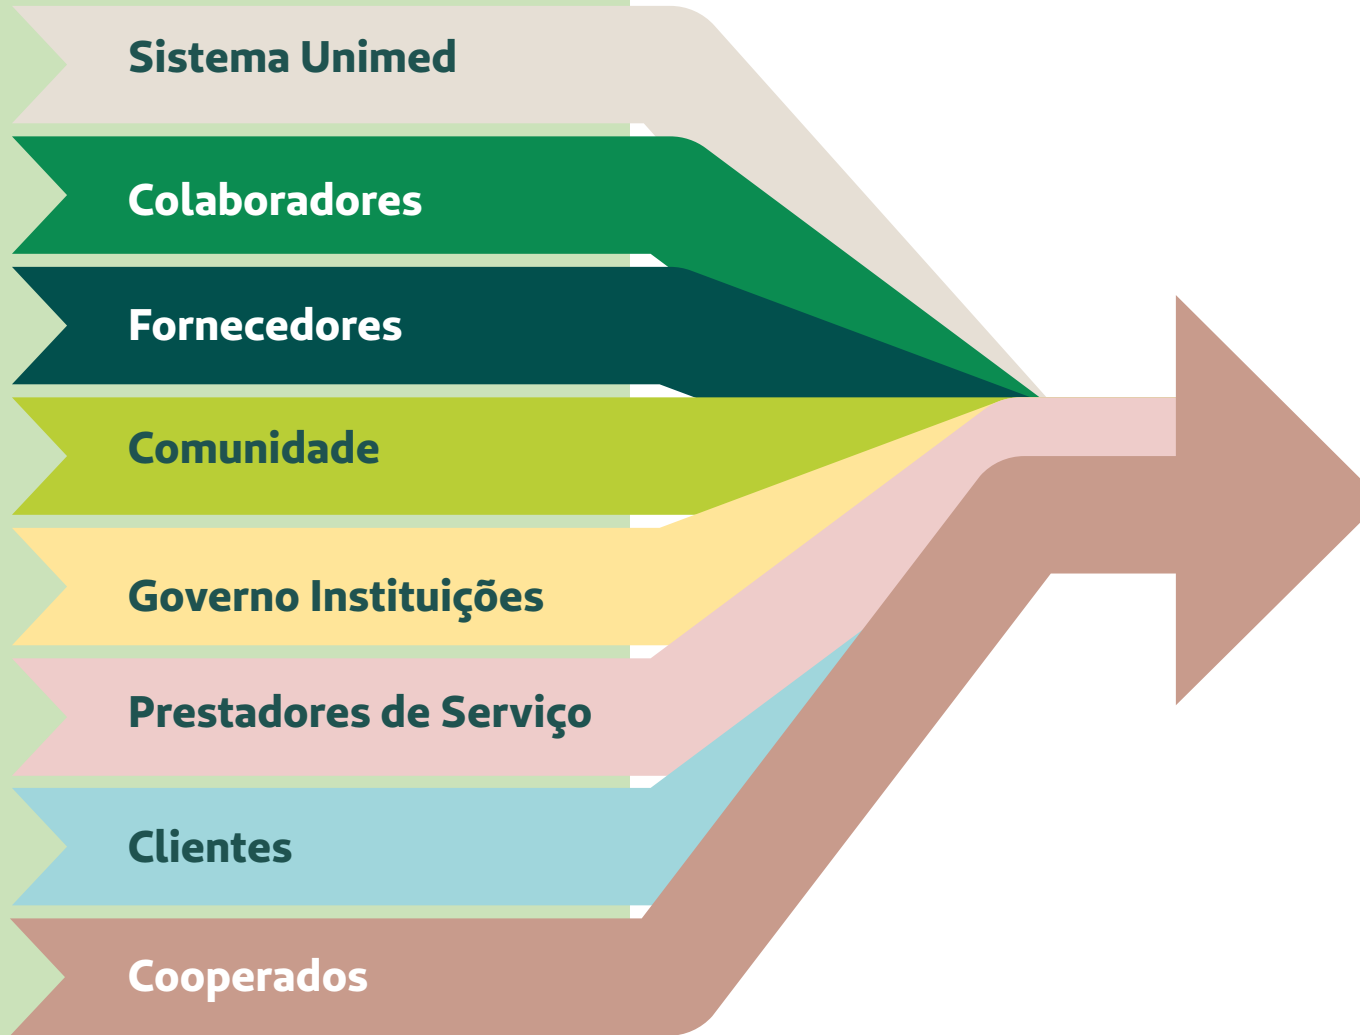 Sistema Unimed
Colaboradores
Fornecedores
Comunidade
Governo Instituições
Prestadores de Serviço
Clientes
Cooperados